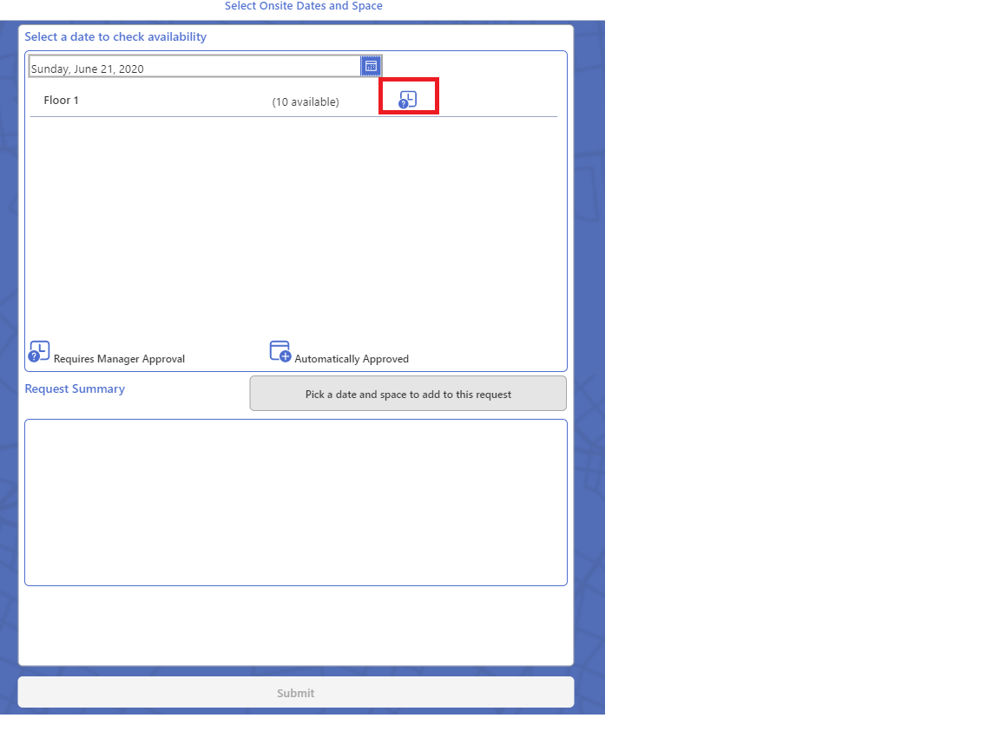 Select Onsite Dates and Space
Select a date to check availability
Sunday, June 21, 2020
Floor 1 (10 available)
Requires Manager Approval Automatically Approved
Request Summary
Pick a date and space to add to this request
Submit